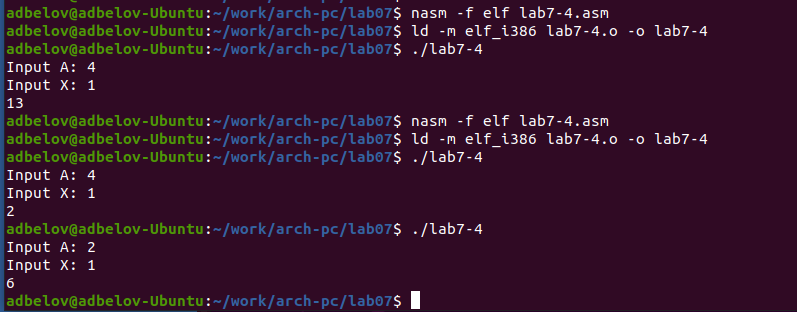 adbelov@adbelov-Ubuntu:~/work/arch-pc/lab07$ nasm -f elf lab7-4.asm
adbelov@adbelov-Ubuntu:~/work/arch-pc/lab07$ ld -m elf_i386 lab7-4.o -o lab7-4
adbelov@adbelov-Ubuntu:~/work/arch-pc/lab07$ ./lab7-4
Input A: 4
Input X: 1
13
adbelov@adbelov-Ubuntu:~/work/arch-pc/lab07$ nasm -f elf lab7-4.asm
adbelov@adbelov-Ubuntu:~/work/arch-pc/lab07$ ld -m elf_i386 lab7-4.o -o lab7-4
adbelov@adbelov-Ubuntu:~/work/arch-pc/lab07$ ./lab7-4
Input A: 4
Input X: 1
2
adbelov@adbelov-Ubuntu:~/work/arch-pc/lab07$ ./lab7-4
Input A: 2
Input X: 1
6
adbelov@adbelov-Ubuntu:~/work/arch-pc/lab07$